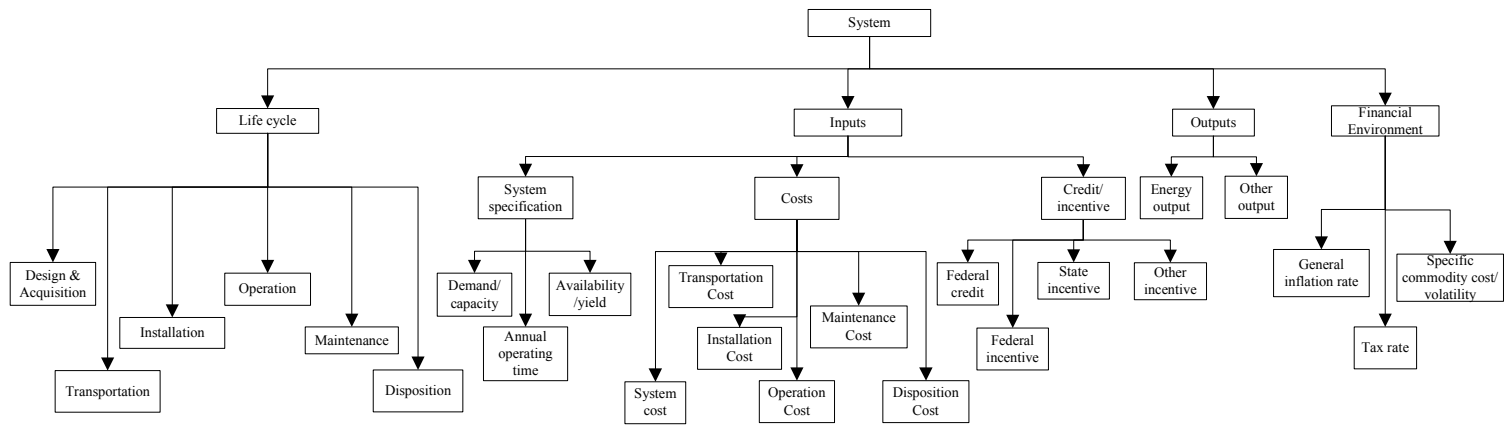 System
Life cycle
Inputs
Outputs
Financial
Environment
System
specification
Costs
Credit/
incentive
Energy
output
Other
output
Design &
Acquisition
Operation
Installation
Maintenance
Transportation
Disposition
Demand/
capacity
Availability
/yield
Annual
operating
time
Transportation
Cost
Maintenance
Cost
Installation
Cost
System
cost
Operation
Cost
Disposition
Cost
Federal
credit
State
incentive
Other
incentive
Federal
incentive
General
inflation rate
Specific
commodity cost/
volatility
Tax rate